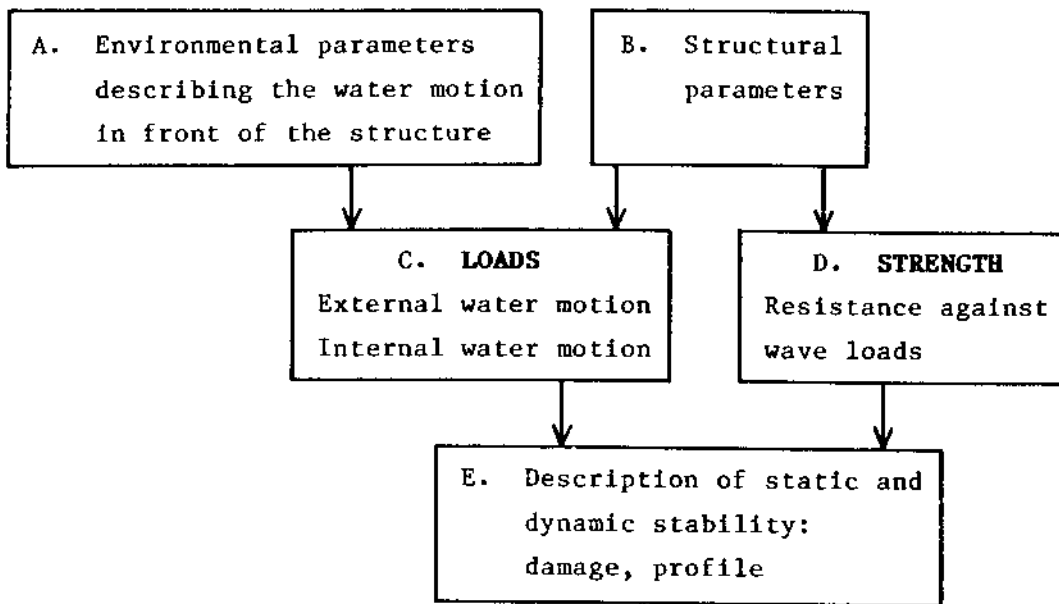 A. Environmental parameters
describing the water motion
in front of the structure
B. Structural
parameters
C. LOADS
External water motion
Internal water motion
D. STRENGTH
Resistance against
wave loads
E. Description of static and
dynamic stability:
damage, profile